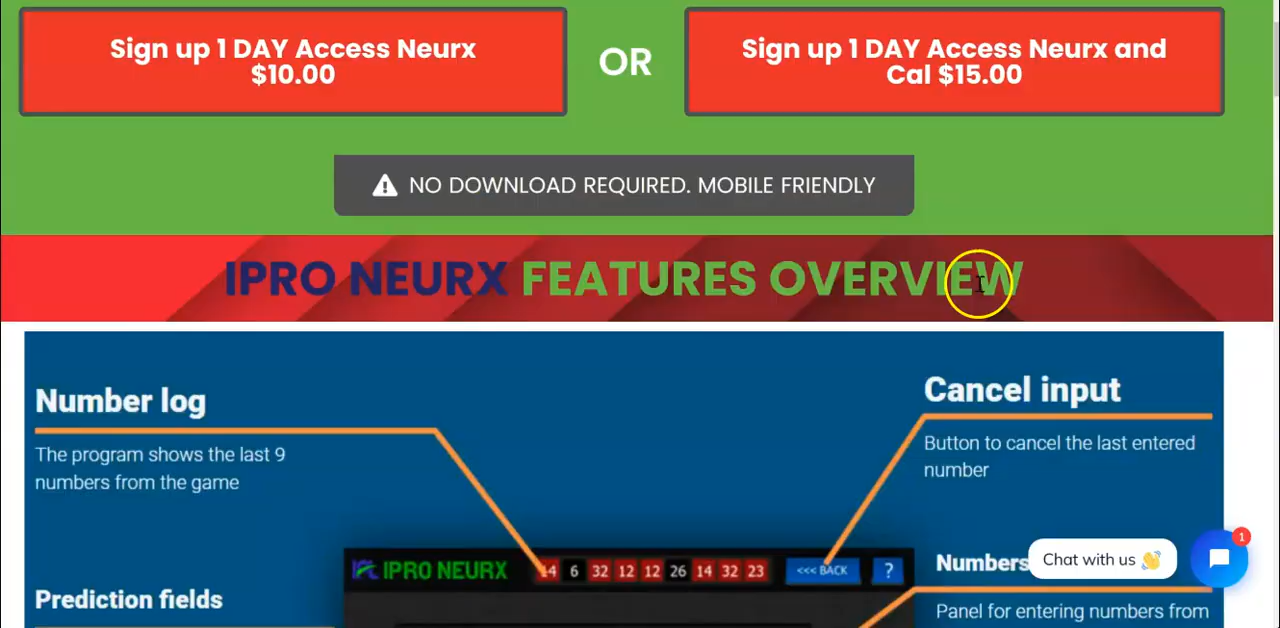 Sign up 1 DAY Access Neurx
$10.00
OR
Sign up 1 DAY Access Neurx and
Cal $15.00
NO DOWNLOAD REQUIRED. MOBILE FRIENDLY
IPRO NEURX FEATURES OVERVIEW
Number log
The program shows the last 9
numbers from the game
Cancel input
Button to cancel the last entered
number
IPRO NEURX
14 6 32 12 12 26 14 32 23
<<< BACK
?
Prediction fields
Numbers
Panel for entering numbers from
Chat with us 👋
1